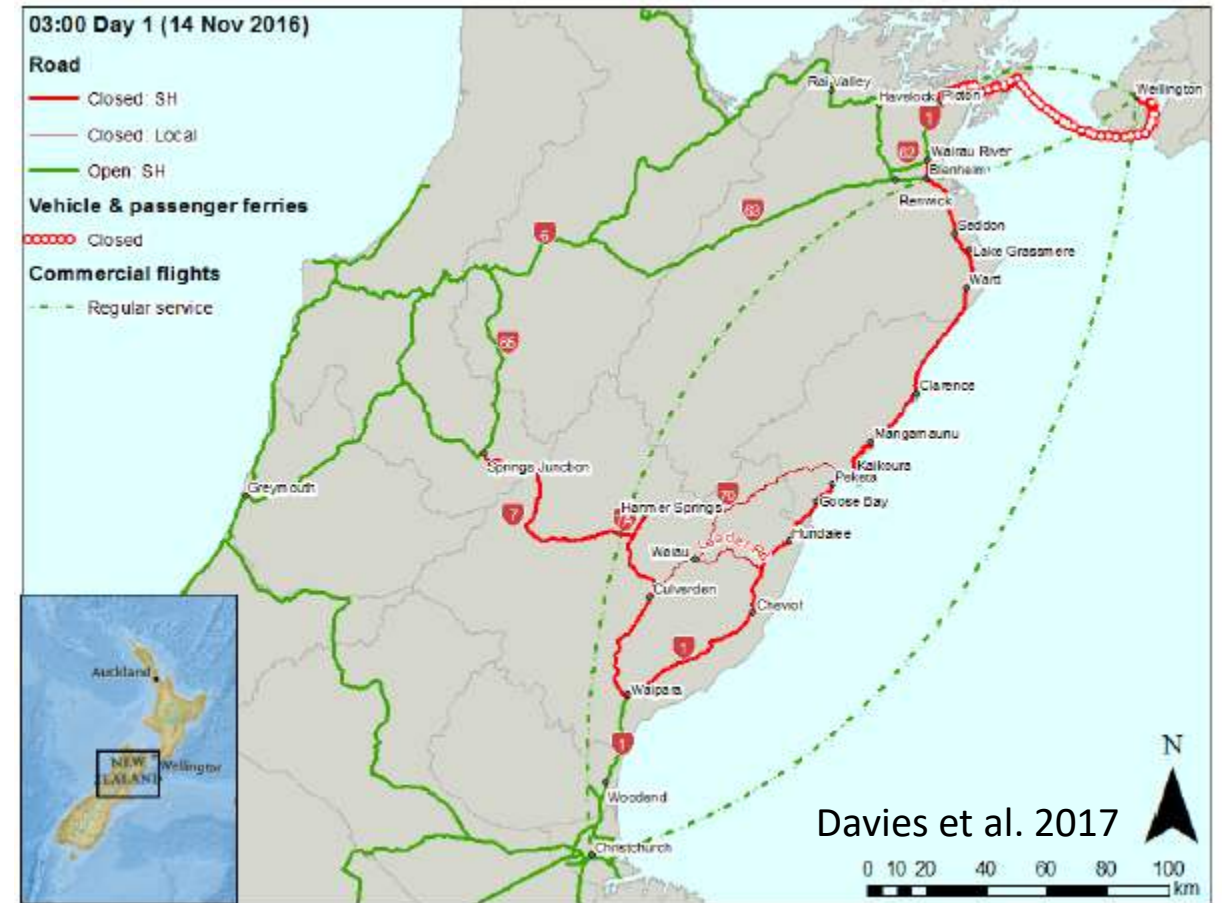 03:00 Day 1 (14 Nov 2016)
Road
Closed: SH
Closed: Local
Open: SH
Vehicle & passenger ferries
Closed
Commercial flights
Regular service
Rai Valley
Havelock
Picton
Wellington
1
62
Wairau River
Blenheim
Renwick
63
6
Seddon
Lake Grassmere
Ward
65
Clarence
Mangamaunu
Kaikoura
Peketa
Springs Junction
Greymouth
70
Goose Bay
Hanmer Springs
7
7A
Hundalee
Waiau
Leader Rd
Culverden
Cheviot
1
Waipara
1
Woodend
Christchurch
Auckland
NEW
ZEALAND
Wellington
N
Davies et al. 2017
0 10 20 40 60 80 100
km